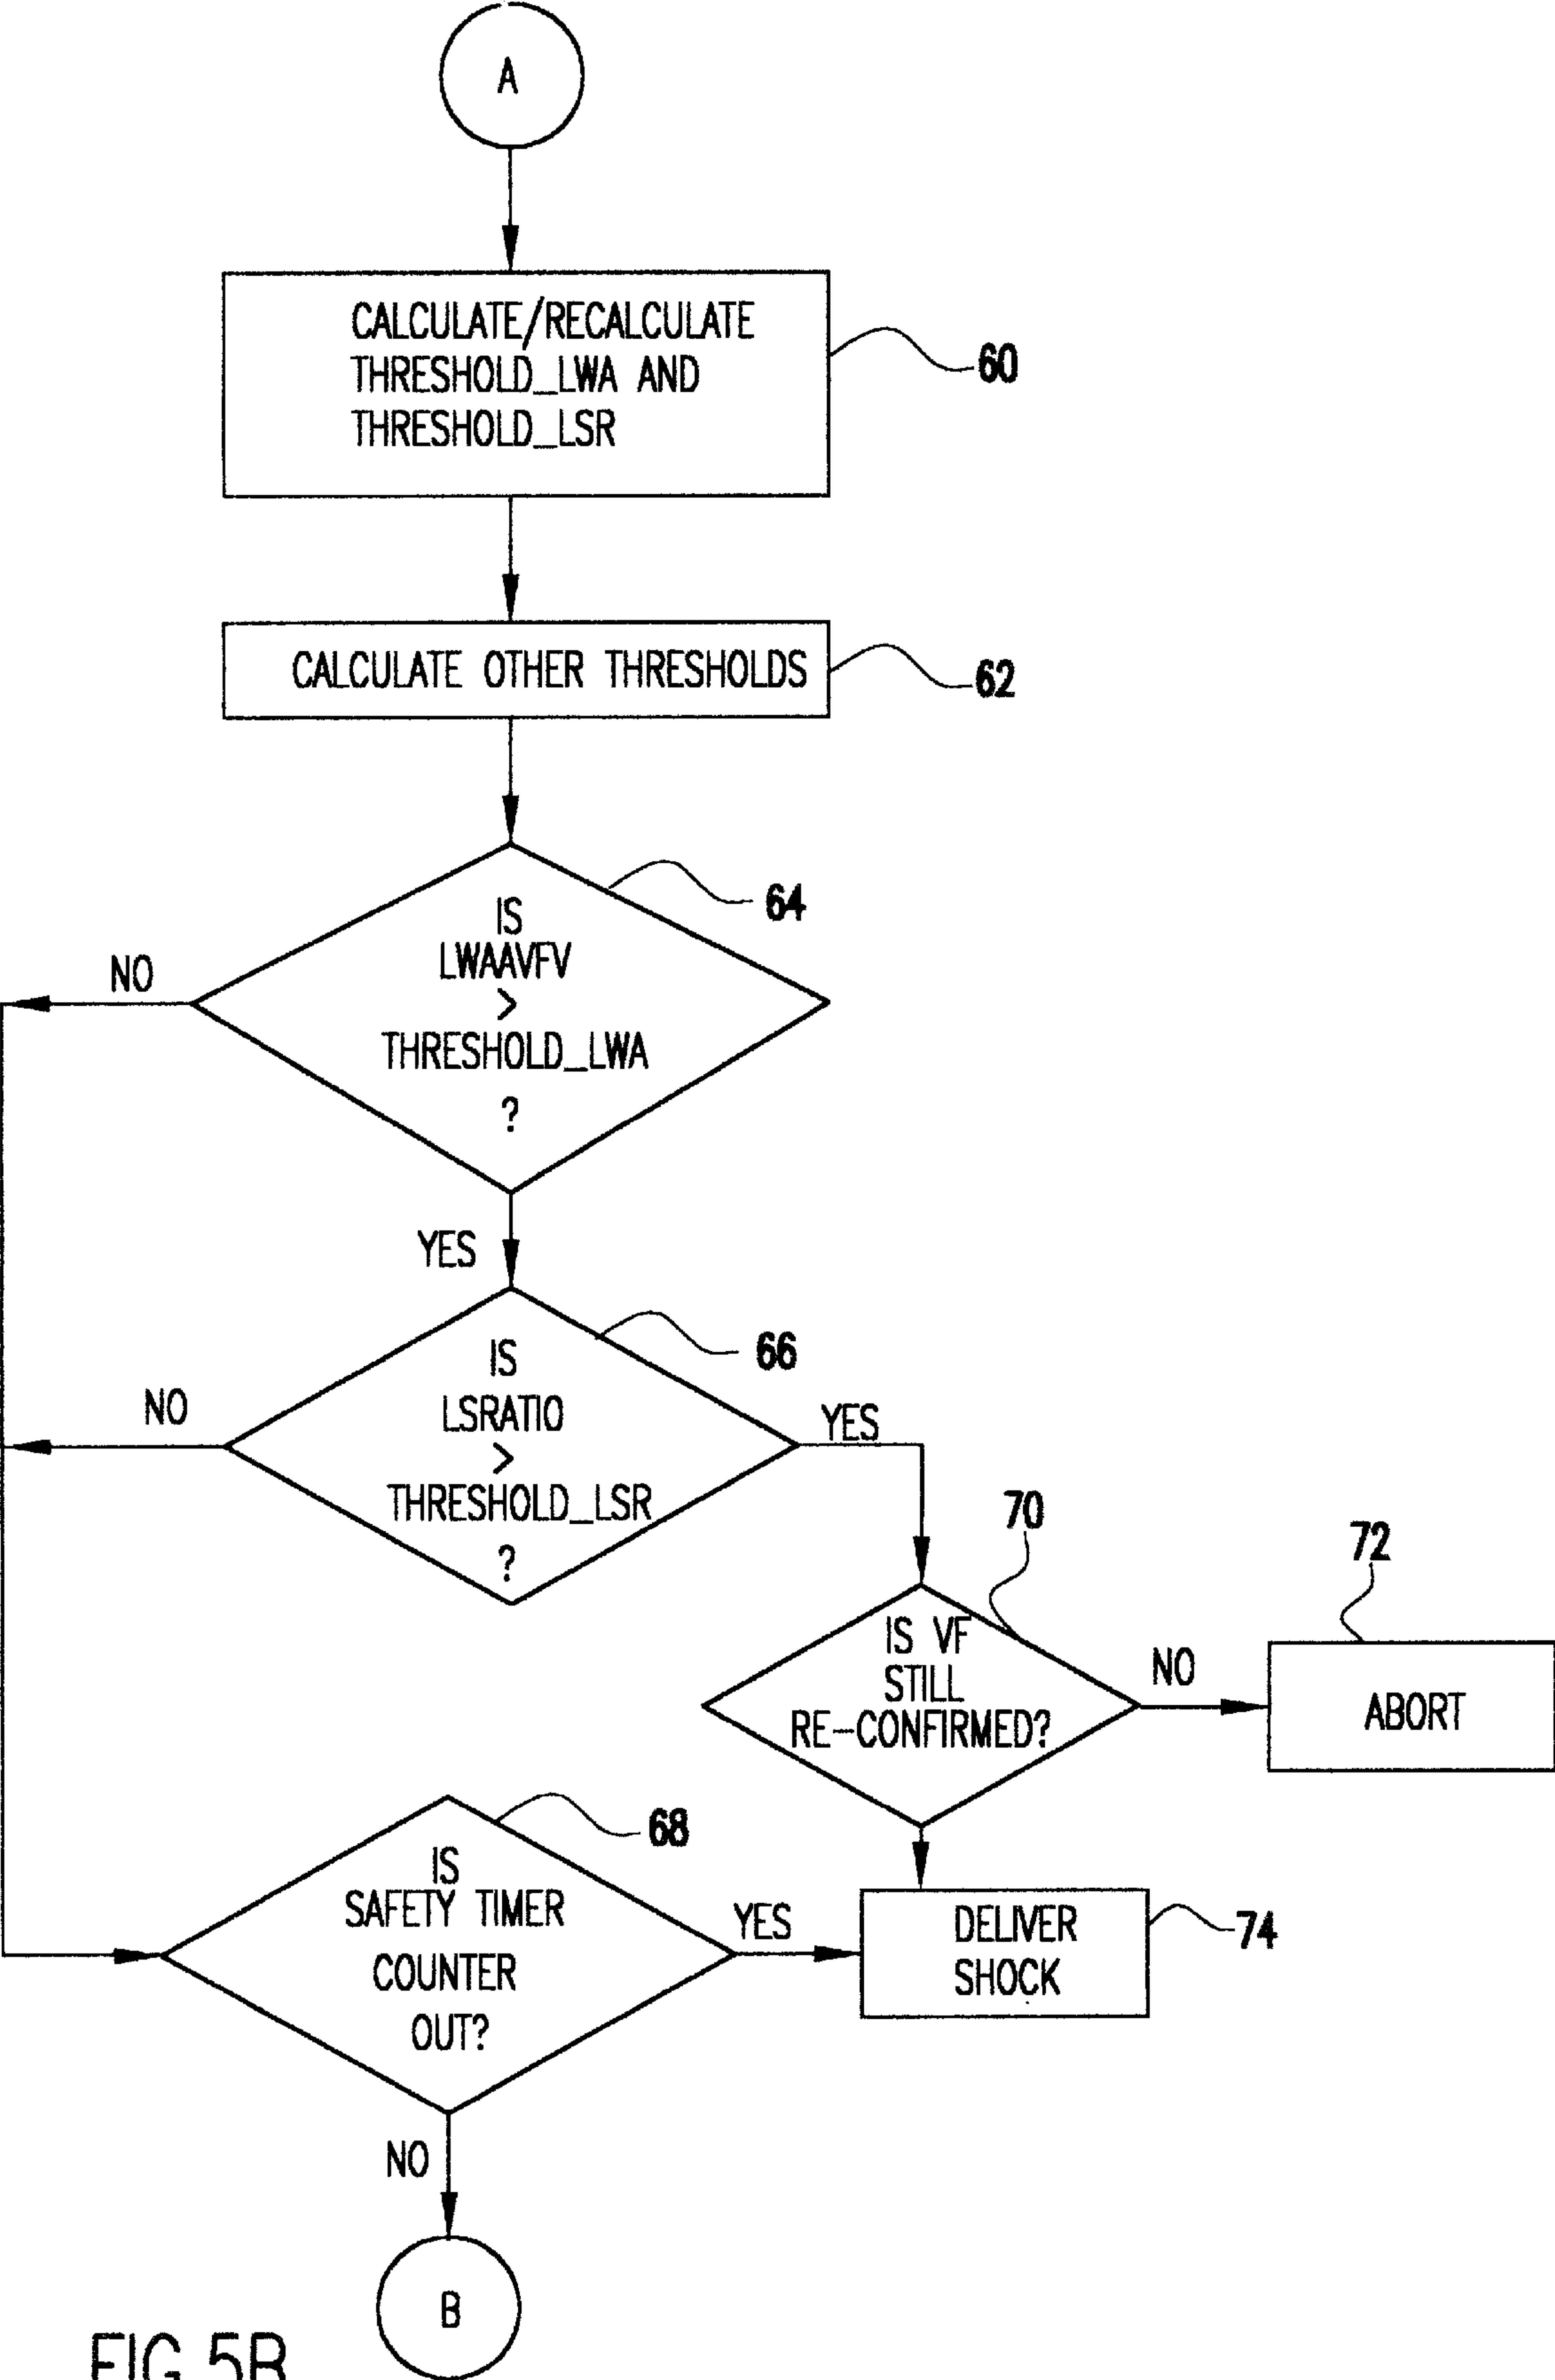 A
CALCULATE/RECALCULATE
THRESHOLD_LWA AND
THRESHOLD_LSR
60
CALCULATE OTHER THRESHOLDS
62
64
IS
LWAAVFV
>
THRESHOLD_LWA
?
NO
YES
66
IS
LSRATIO
>
THRESHOLD_LSR
?
NO
YES
70
IS VF
STILL
RE-CONFIRMED?
NO
72
ABORT
68
IS
SAFETY TIMER
COUNTER
OUT?
YES
DELIVER
SHOCK
74
NO
B
FIG.5B